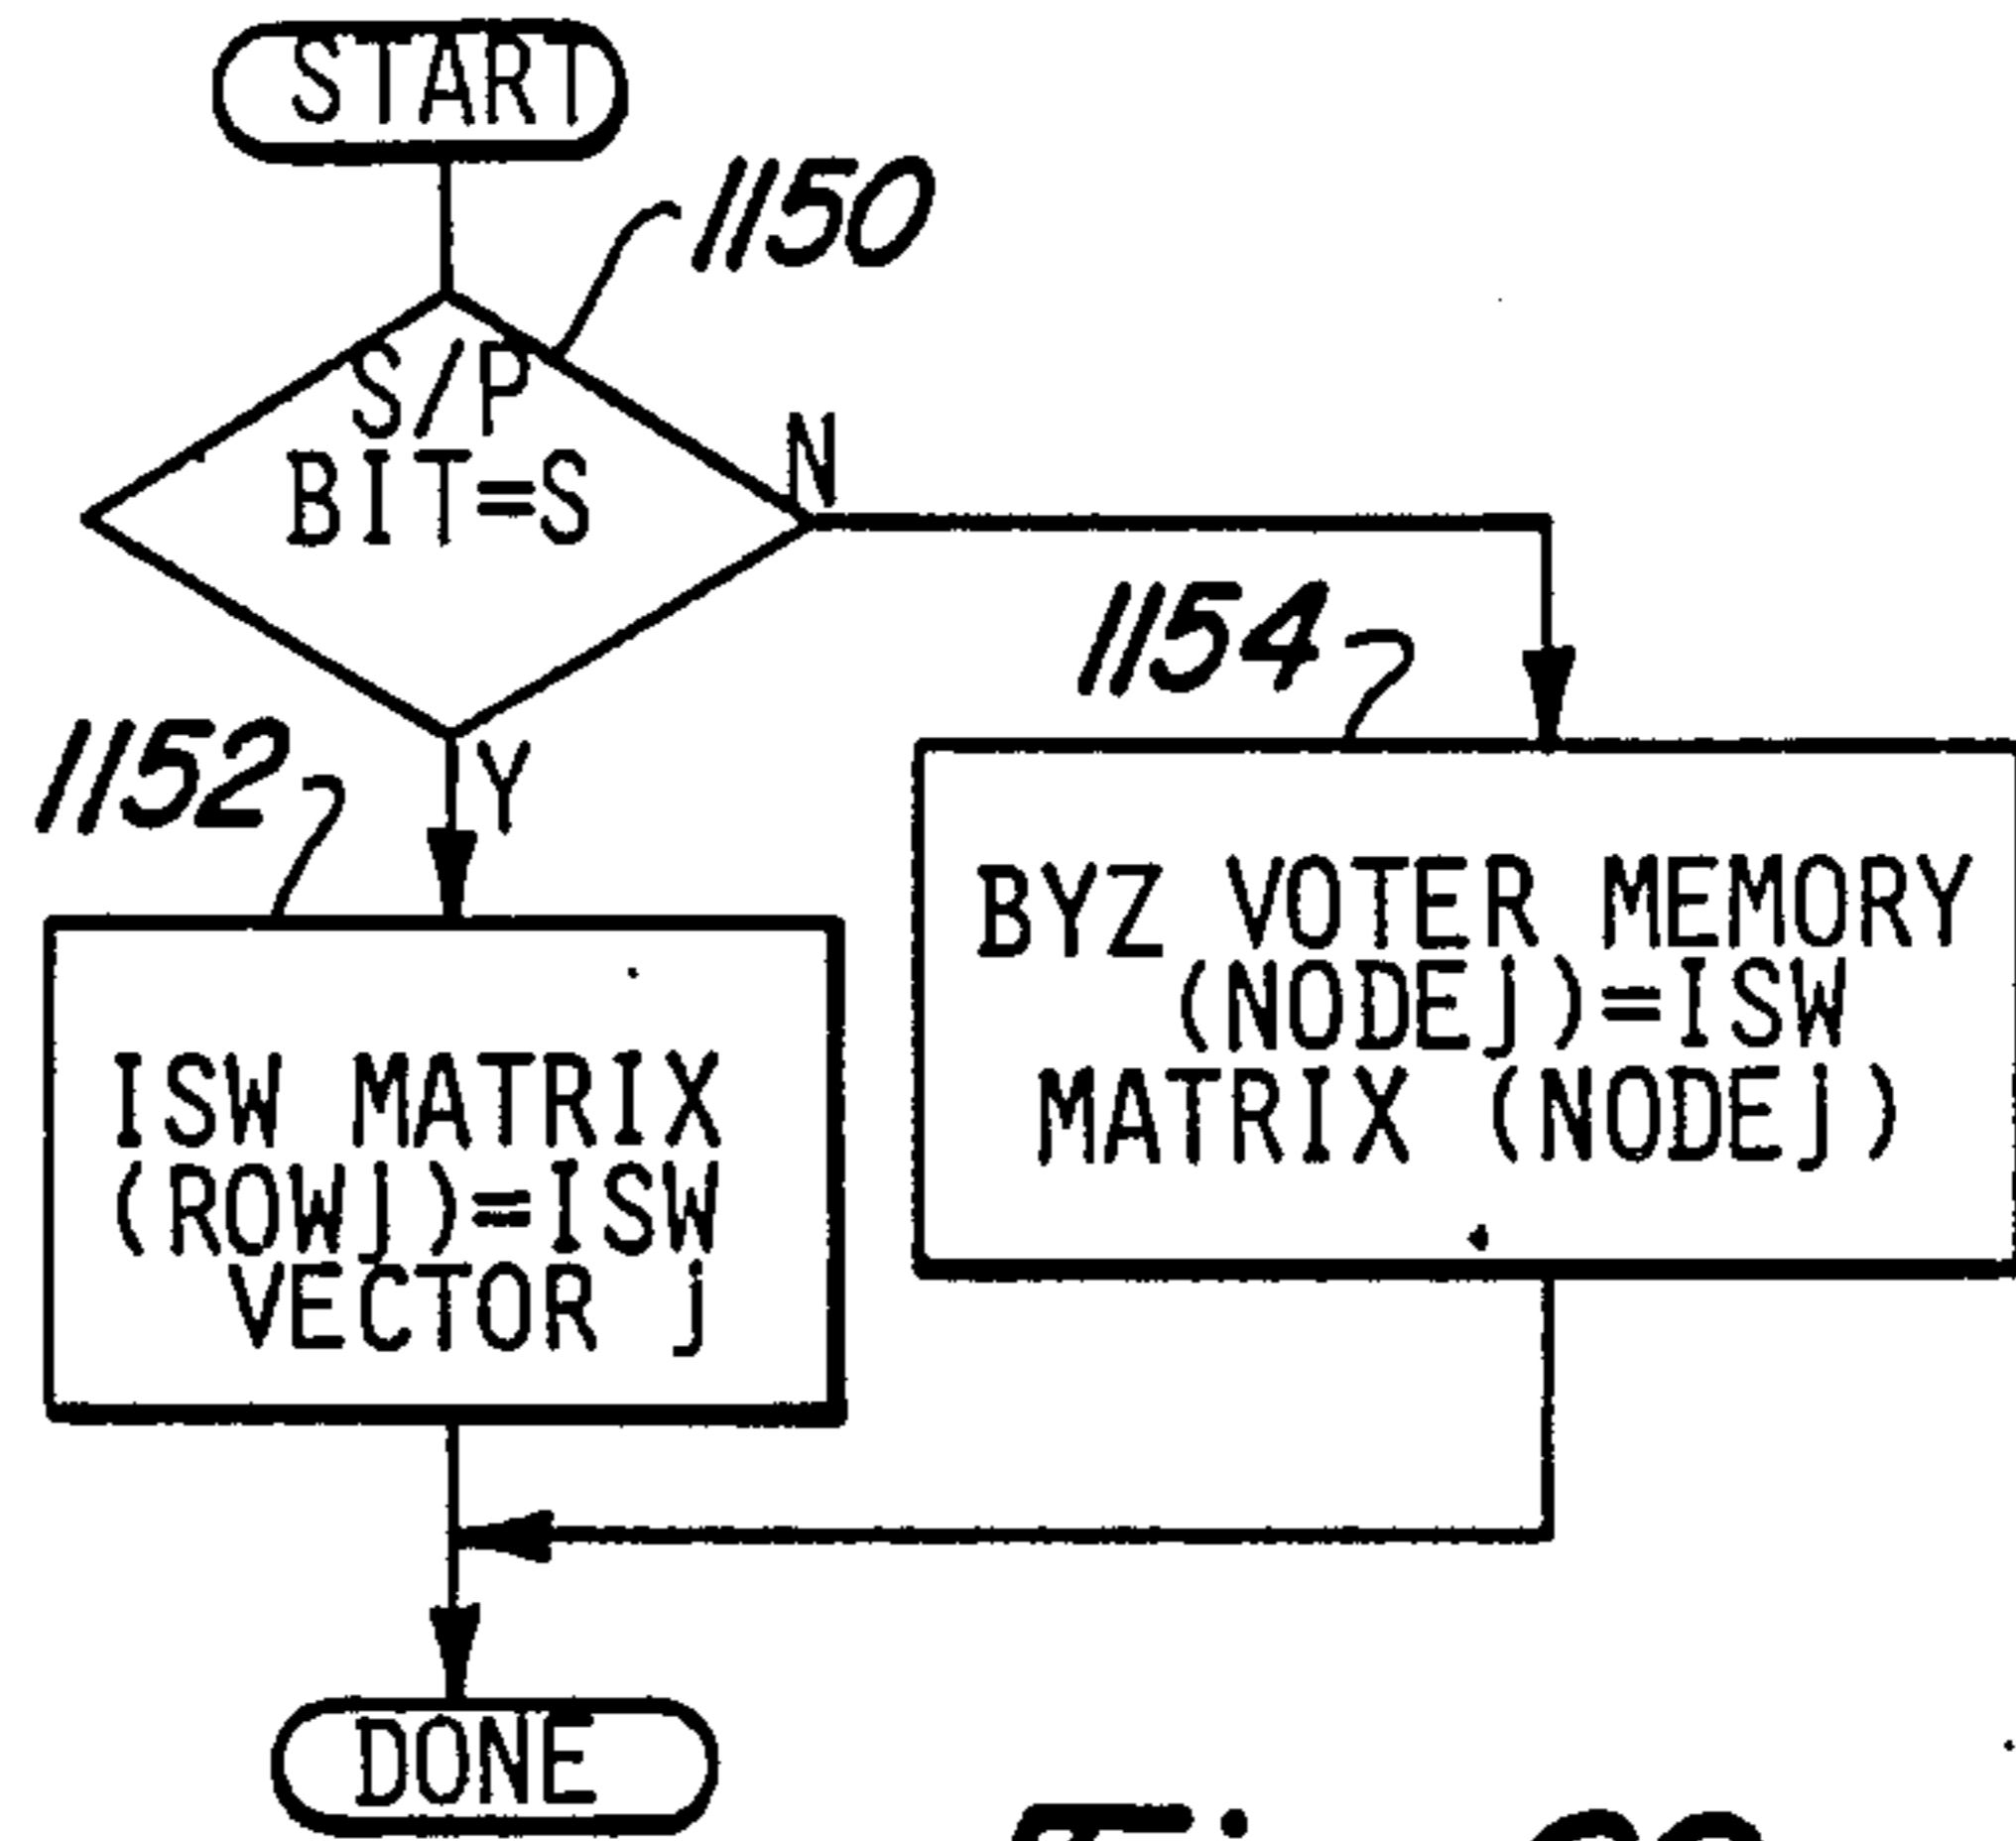 START
1150
S/P
BIT=S
N
1154
1152
Y
BYZ VOTER MEMORY
(NODEj)=ISW
MATRIX (NODEj)
ISW MATRIX
(ROWj)=ISW
VECTOR j
DONE